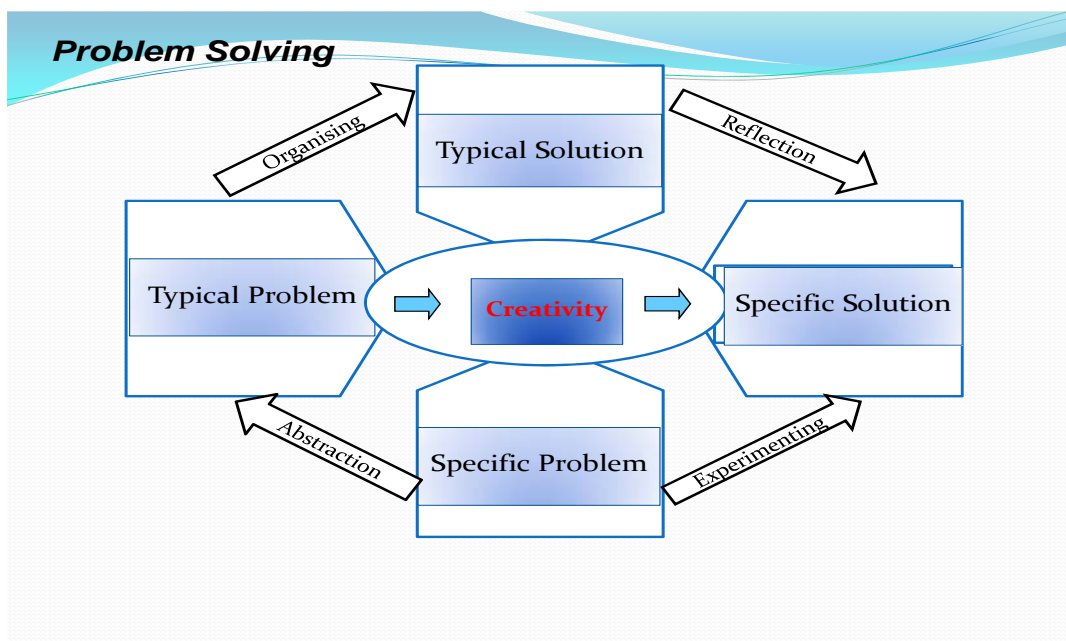 Problem Solving
Organising
Typical Solution
Reflection
Typical Problem
Creativity
Specific Solution
Abstraction
Specific Problem
Experimenting